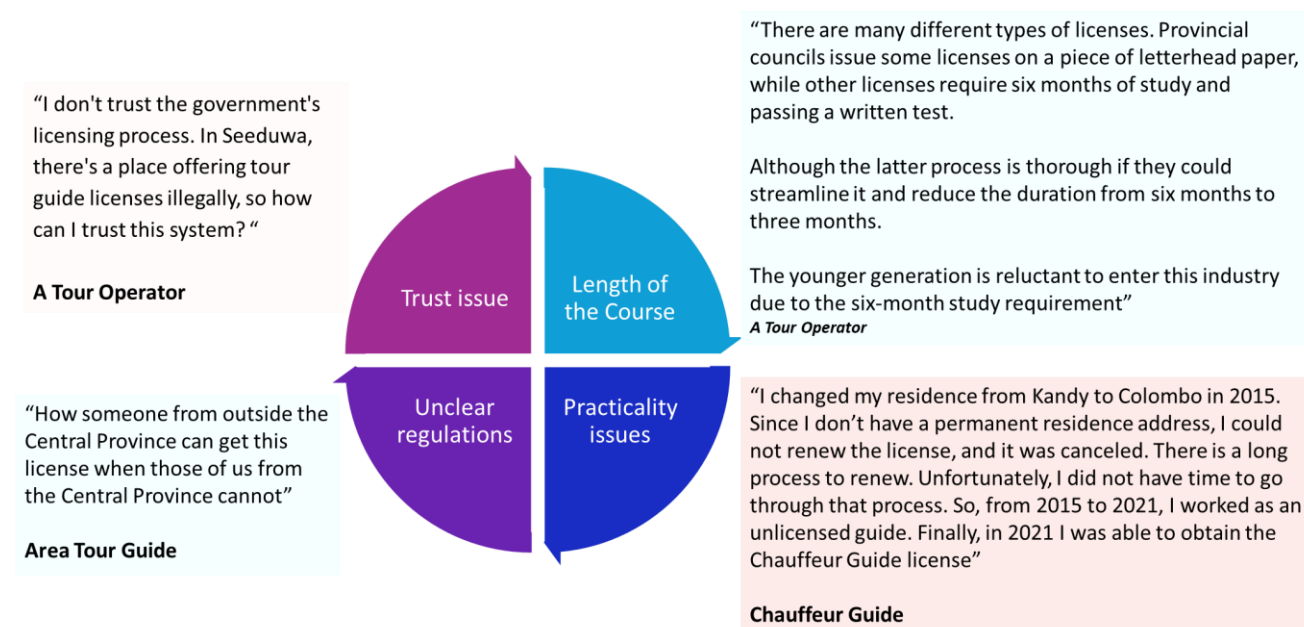 “I don't trust the government's
licensing process. In Seeduwa,
there's a place offering tour
guide licenses illegally, so how
can I trust this system? “
A Tour Operator
“There are many different types of licenses. Provincial
councils issue some licenses on a piece of letterhead paper,
while other licenses require six months of study and
passing a written test.
Although the latter process is thorough if they could
streamline it and reduce the duration from six months to
three months.
The younger generation is reluctant to enter this industry
due to the six-month study requirement”
A Tour Operator
Trust issue
Length of
the Course
Unclear
regulations
Practicality
issues
“How someone from outside the
Central Province can get this
license when those of us from
the Central Province cannot”
Area Tour Guide
“I changed my residence from Kandy to Colombo in 2015.
Since I don’t have a permanent residence address, I could
not renew the license, and it was canceled. There is a long
process to renew. Unfortunately, I did not have time to go
through that process. So, from 2015 to 2021, I worked as an
unlicensed guide. Finally, in 2021 I was able to obtain the
Chauffeur Guide license”
Chauffeur Guide